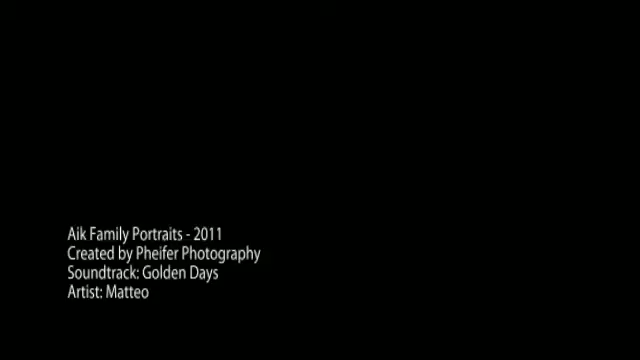 Aik Family Portraits - 2011
Created by Pheifer Photography
Soundtrack: Golden Days
Artist: Matteo